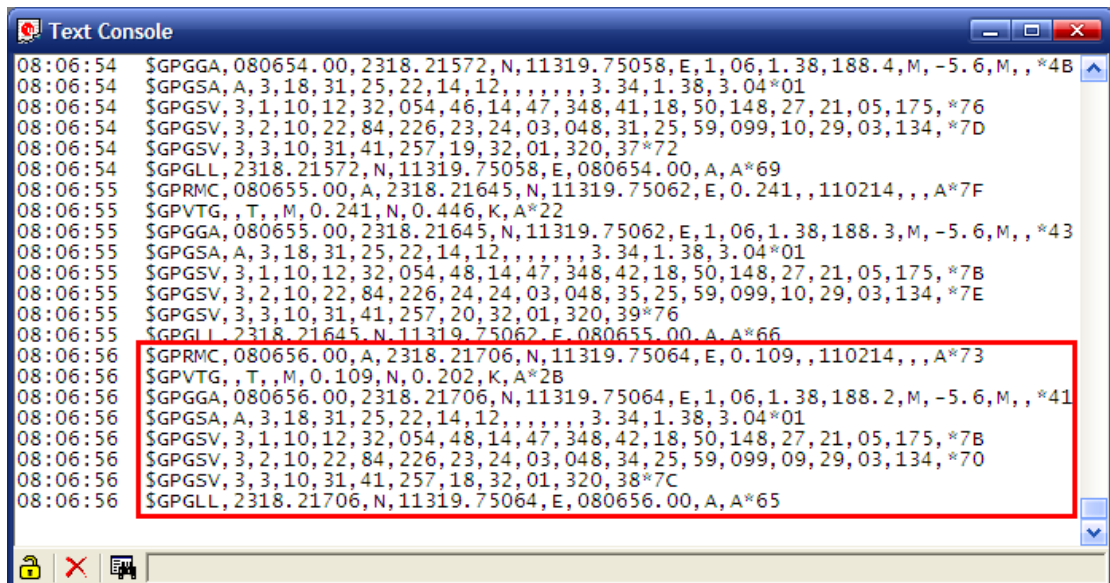 Text Console
08:06:54 $GPGGA,080654.00,2318.21572,N,11319.75058,E,1,06,1.38,188.4,M,-5.6,M,,*4B
08:06:54 $GPGSA,A,3,18,31,25,22,14,12,,,,,,,3.34,1.38,3.04*01
08:06:54 $GPGSV,3,1,10,12,32,054,46,14,47,348,41,18,50,148,27,21,05,175,*76
08:06:54 $GPGSV,3,2,10,22,84,226,23,24,03,048,31,25,59,099,10,29,03,134,*7D
08:06:54 $GPGSV,3,3,10,31,41,257,19,32,01,320,37*72
08:06:54 $GPGLL,2318.21572,N,11319.75058,E,080654.00,A,A*69
08:06:55 $GPRMC,080655.00,A,2318.21645,N,11319.75062,E,0.241,,110214,,,A*7F
08:06:55 $GPVTG,,T,,M,0.241,N,0.446,K,A*22
08:06:55 $GPGGA,080655.00,2318.21645,N,11319.75062,E,1,06,1.38,188.3,M,-5.6,M,,*43
08:06:55 $GPGSA,A,3,18,31,25,22,14,12,,,,,,,3.34,1.38,3.04*01
08:06:55 $GPGSV,3,1,10,12,32,054,48,14,47,348,42,18,50,148,27,21,05,175,*7B
08:06:55 $GPGSV,3,2,10,22,84,226,24,24,03,048,35,25,59,099,10,29,03,134,*7E
08:06:55 $GPGSV,3,3,10,31,41,257,20,32,01,320,39*76
08:06:55 $GPGLL,2318.21645,N,11319.75062,E,080655.00,A,A*66
08:06:56 $GPRMC,080656.00,A,2318.21706,N,11319.75064,E,0.109,,110214,,,A*73
08:06:56 $GPVTG,,T,,M,0.109,N,0.202,K,A*2B
08:06:56 $GPGGA,080656.00,2318.21706,N,11319.75064,E,1,06,1.38,188.2,M,-5.6,M,,*41
08:06:56 $GPGSA,A,3,18,31,25,22,14,12,,,,,,,3.34,1.38,3.04*01
08:06:56 $GPGSV,3,1,10,12,32,054,48,14,47,348,42,18,50,148,27,21,05,175,*7B
08:06:56 $GPGSV,3,2,10,22,84,226,23,24,03,048,34,25,59,099,09,29,03,134,*70
08:06:56 $GPGSV,3,3,10,31,41,257,18,32,01,320,38*7C
08:06:56 $GPGLL,2318.21706,N,11319.75064,E,080656.00,A,A*65